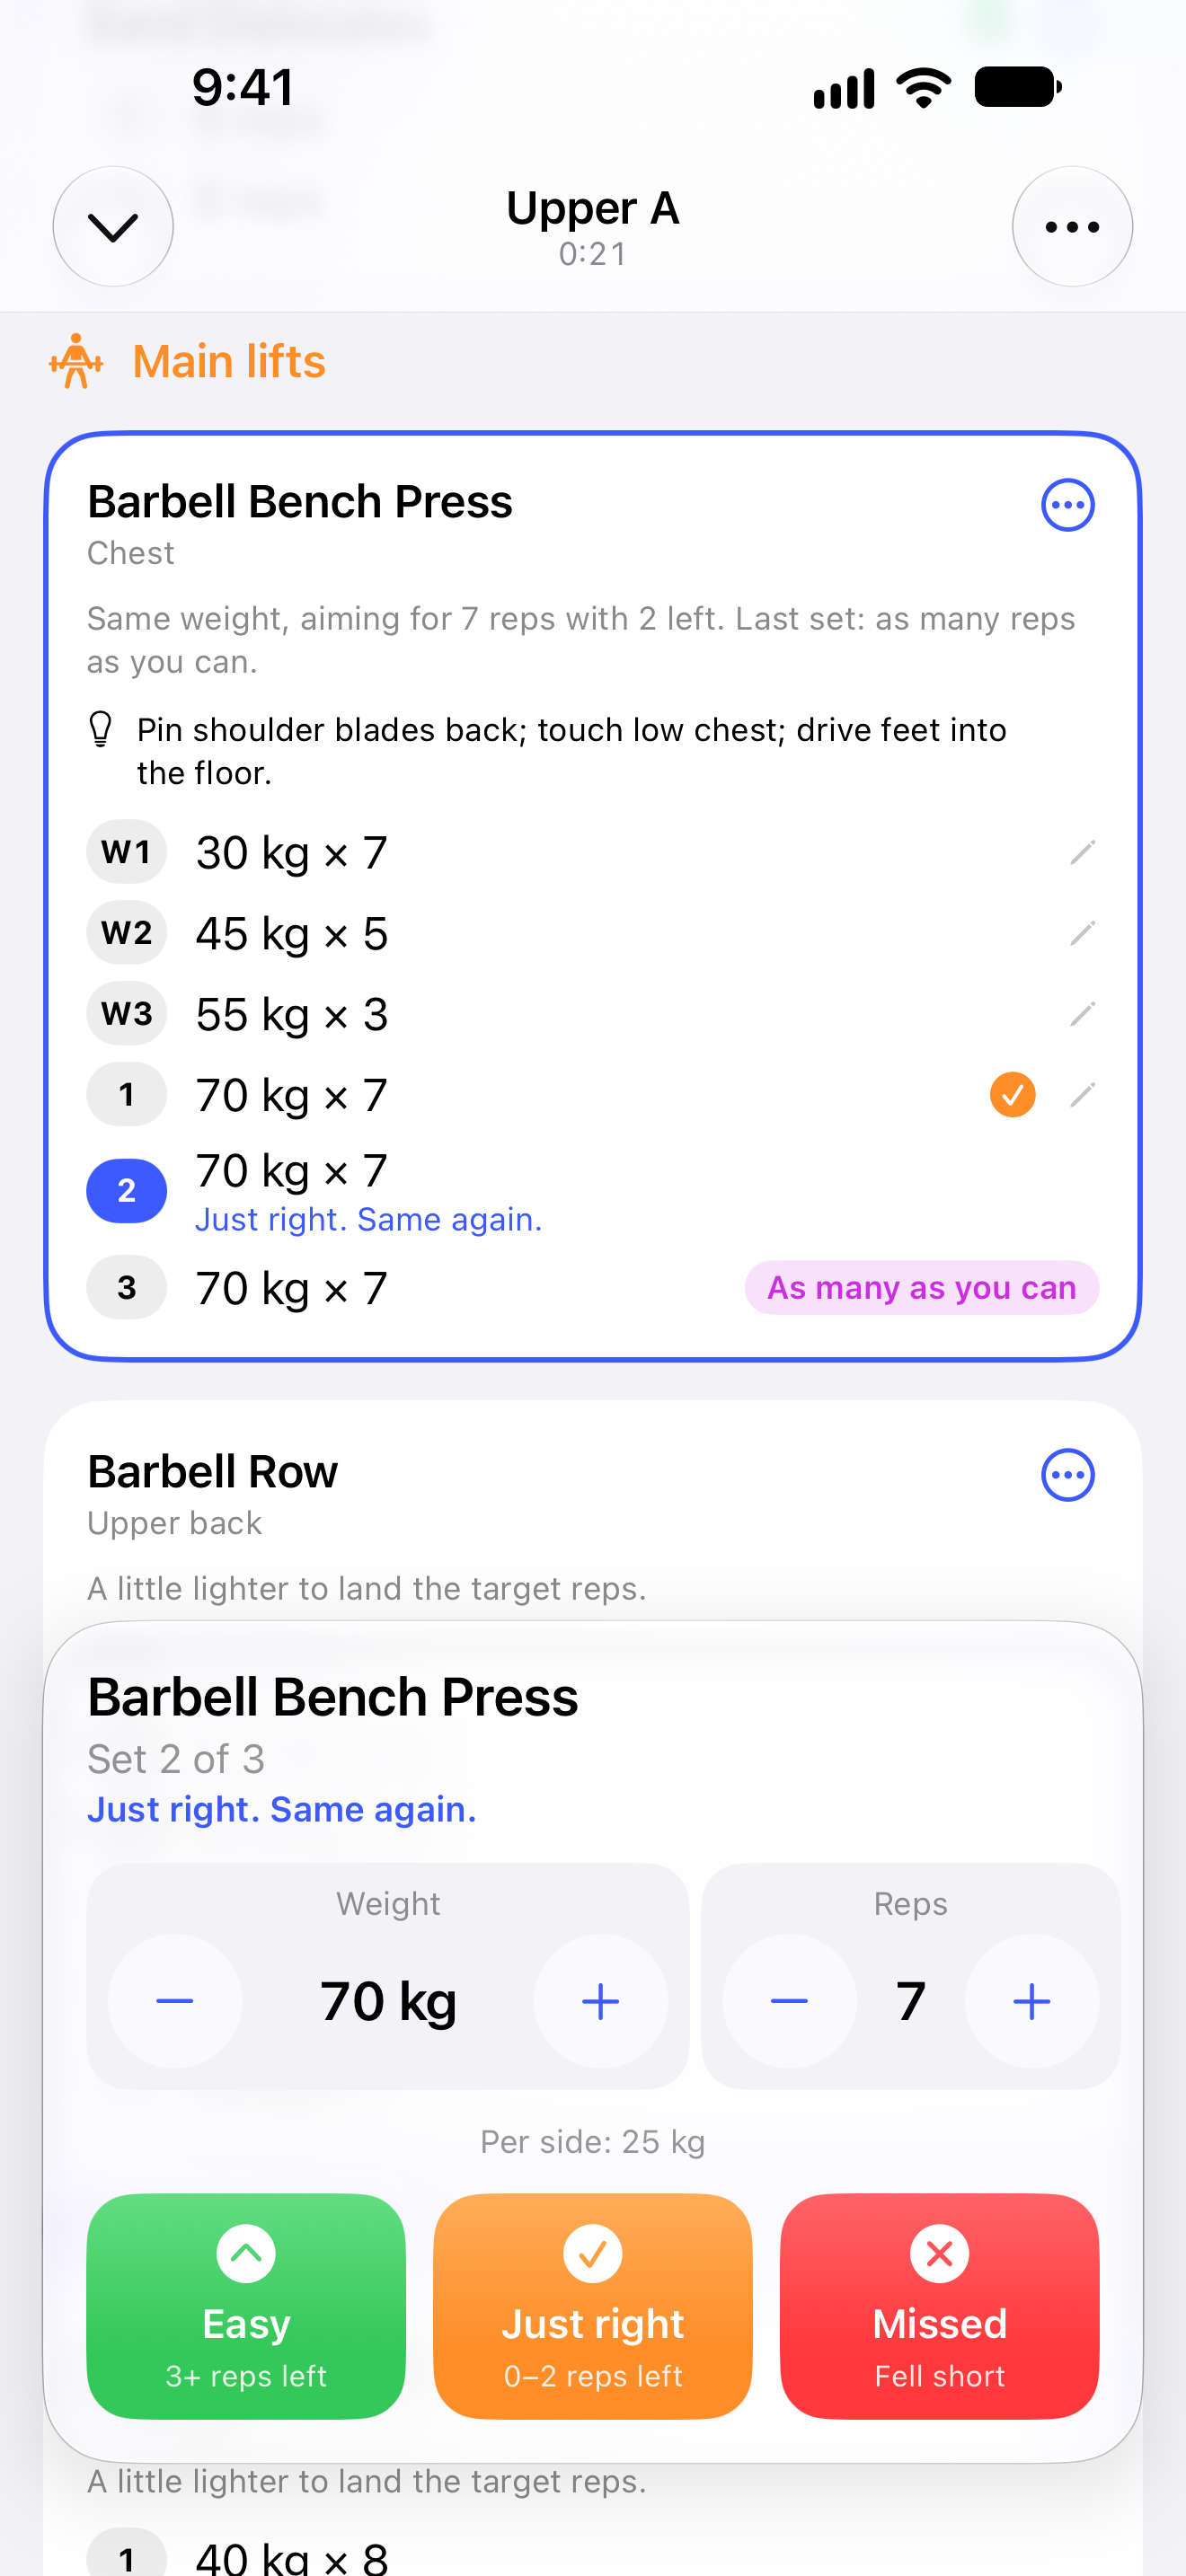 9:41
Upper A
0:21
Main lifts
Barbell Bench Press
Chest
Same weight, aiming for 7 reps with 2 left. Last set: as many reps
as you can.
Pin shoulder blades back; touch low chest; drive feet into
the floor.
W1 30 kg × 7
W2 45 kg × 5
W3 55 kg × 3
1 70 kg × 7
2 70 kg × 7
Just right. Same again.
3 70 kg × 7 As many as you can
Barbell Row
Upper back
A little lighter to land the target reps.
Barbell Bench Press
Set 2 of 3
Just right. Same again.
Weight Reps
− 70 kg + − 7 +
Per side: 25 kg
Easy Just right Missed
3+ reps left 0–2 reps left Fell short
A little lighter to land the target reps.
1 40 kg × 8